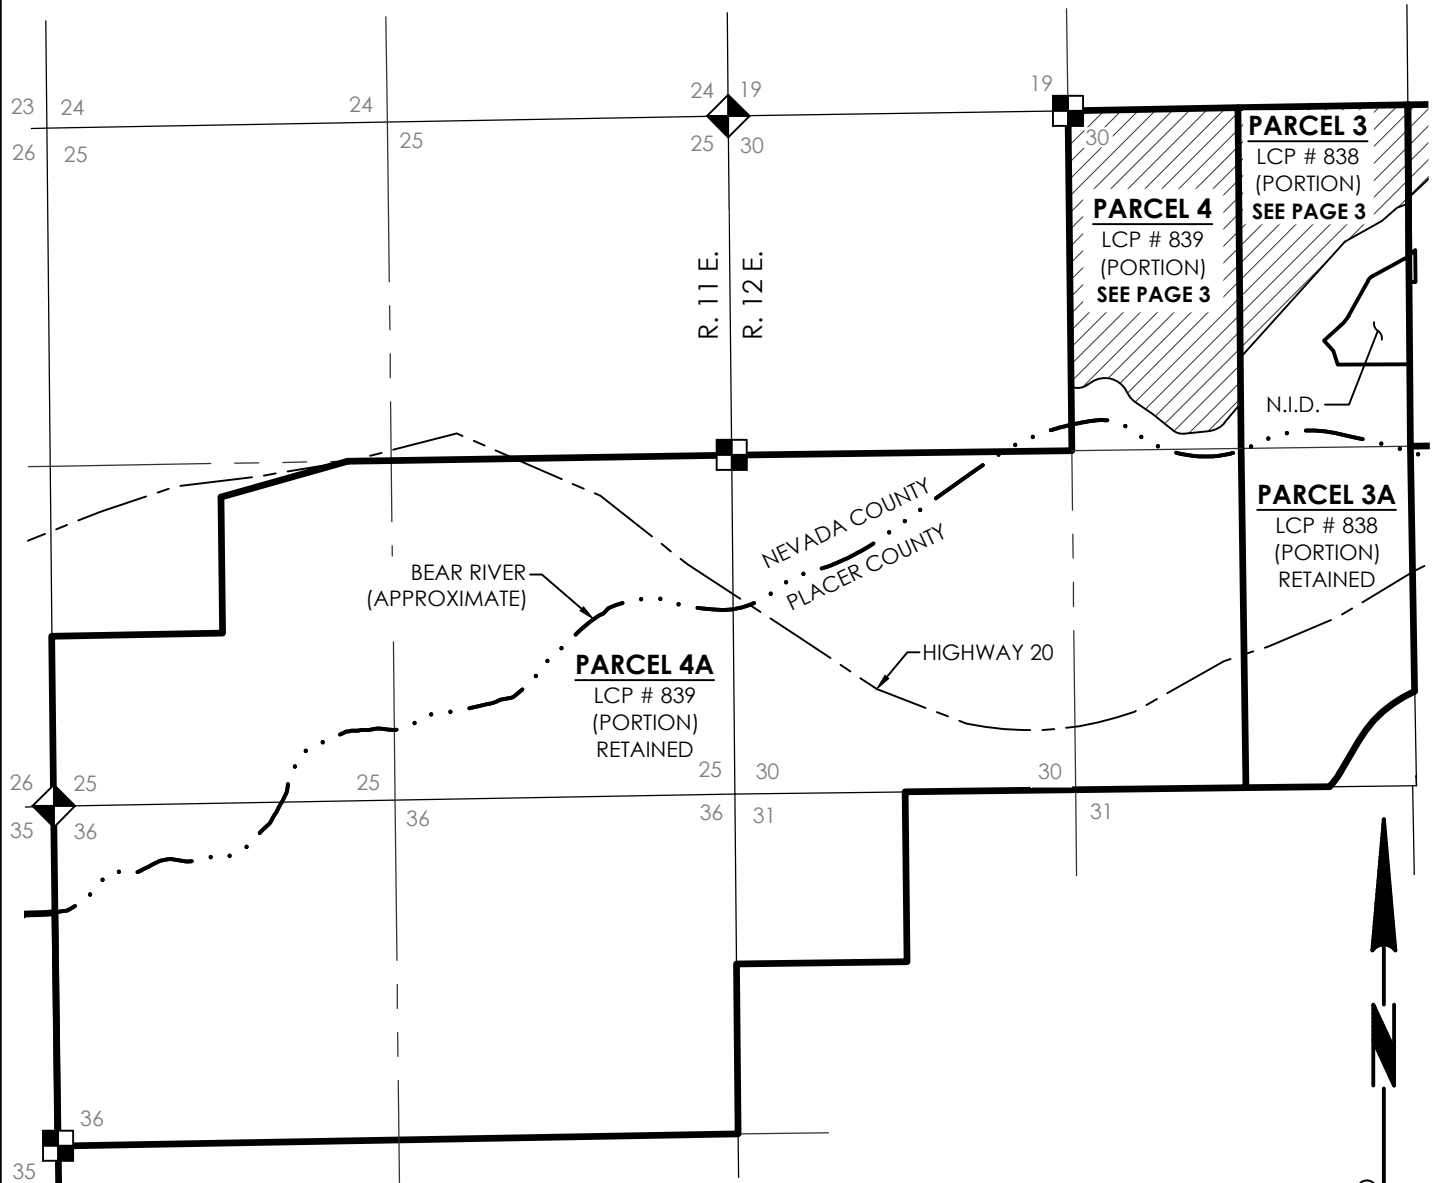 19
24
19
23
24
24
26
25
25
25
30
30
PARCEL 3
LCP # 838
(PORTION)
SEE PAGE 3
PARCEL 4
LCP # 839
(PORTION)
SEE PAGE 3
R. 11 E.
R. 12 E.
N.I.D.
NEVADA COUNTY
PLACER COUNTY
PARCEL 3A
LCP # 838
(PORTION)
RETAINED
BEAR RIVER
(APPROXIMATE)
HIGHWAY 20
PARCEL 4A
LCP # 839
(PORTION)
RETAINED
26
25
25
25
30
30
35
36
36
36
31
31
N
36
35